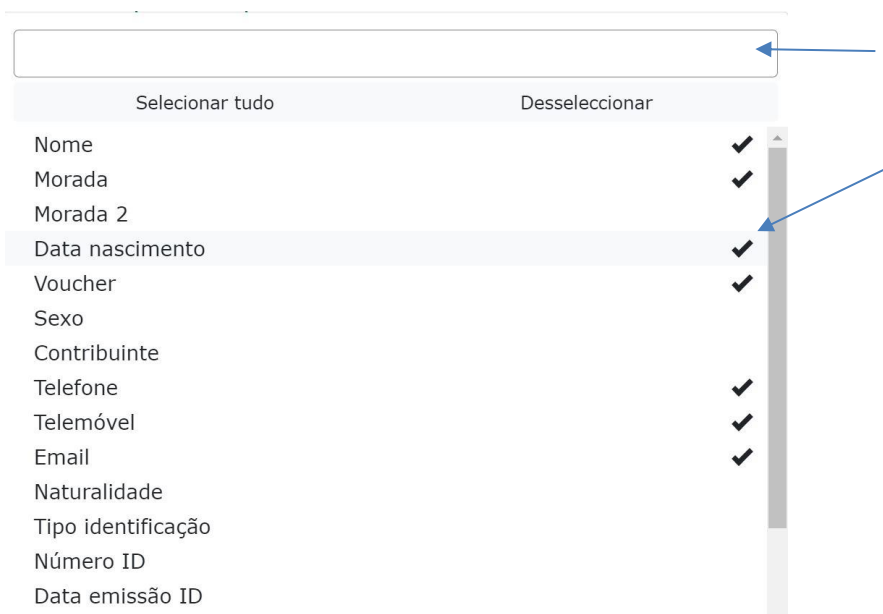 Selecionar tudo Desseleccionar
Nome
Morada
Morada 2
Data nascimento
Voucher
Sexo
Contribuinte
Telefone
Telemóvel
Email
Naturalidade
Tipo identificação
Número ID
Data emissão ID